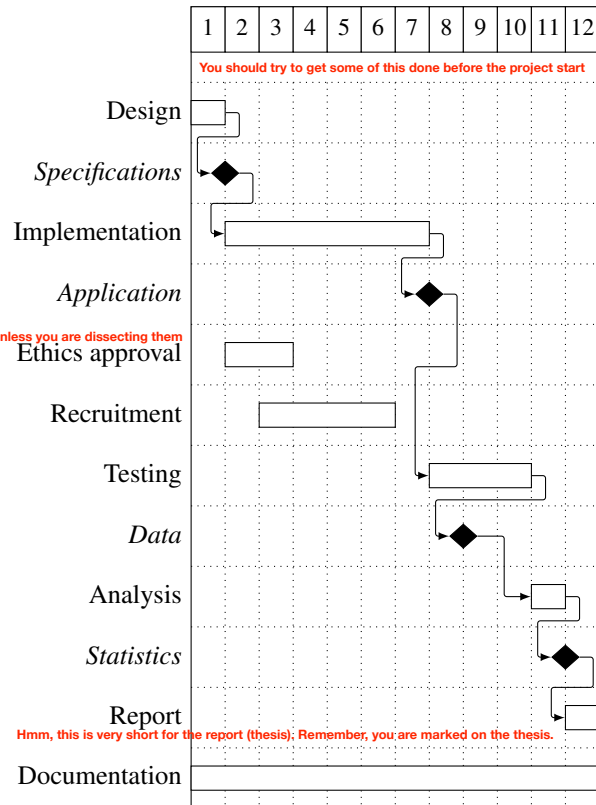 1 2 3 4 5 6 7 8 9 10 11 12
You should try to get some of this done before the project start
Design
Specifications
Implementation
Application
unless you are dissecting them
Ethics approval
Recruitment
Testing
Data
Analysis
Statistics
Report
Hmm, this is very short for the report (thesis). Remember, you are marked on the thesis.
Documentation